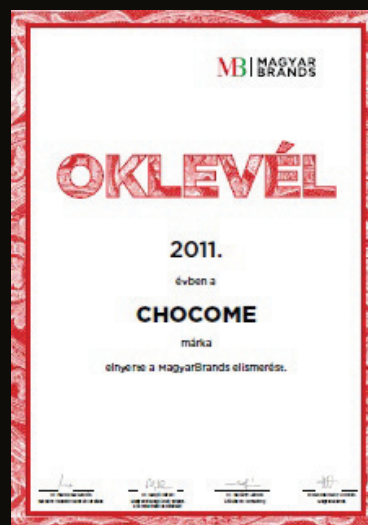 MB MAGYAR
BRANDS
OKLEVÉL
2011.
évben a
CHOCOME
márka
elnyerte a MagyarBrands elismerést.